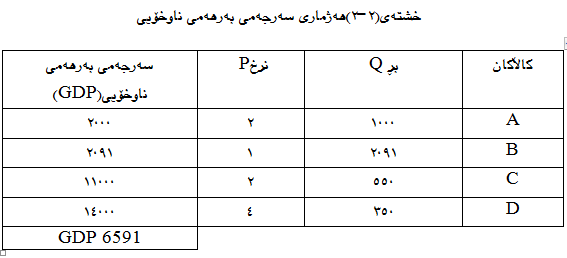 خشتەی(٢-٣)هەژماری سەرجەمی بەرهەمی ناوخۆیی
كاڵاكان	بڕ Q	نرخP	سەرجەمی بەرهەمی ناوخۆیی(GDP)
A	١٠٠٠	٢	٢٠٠٠
B	٢٠٩١	١	٢٠٩١
C	٥٥٠	٢	١١٠٠٠
D	٣٥٠	٤	١٤٠٠٠
GDP 6591